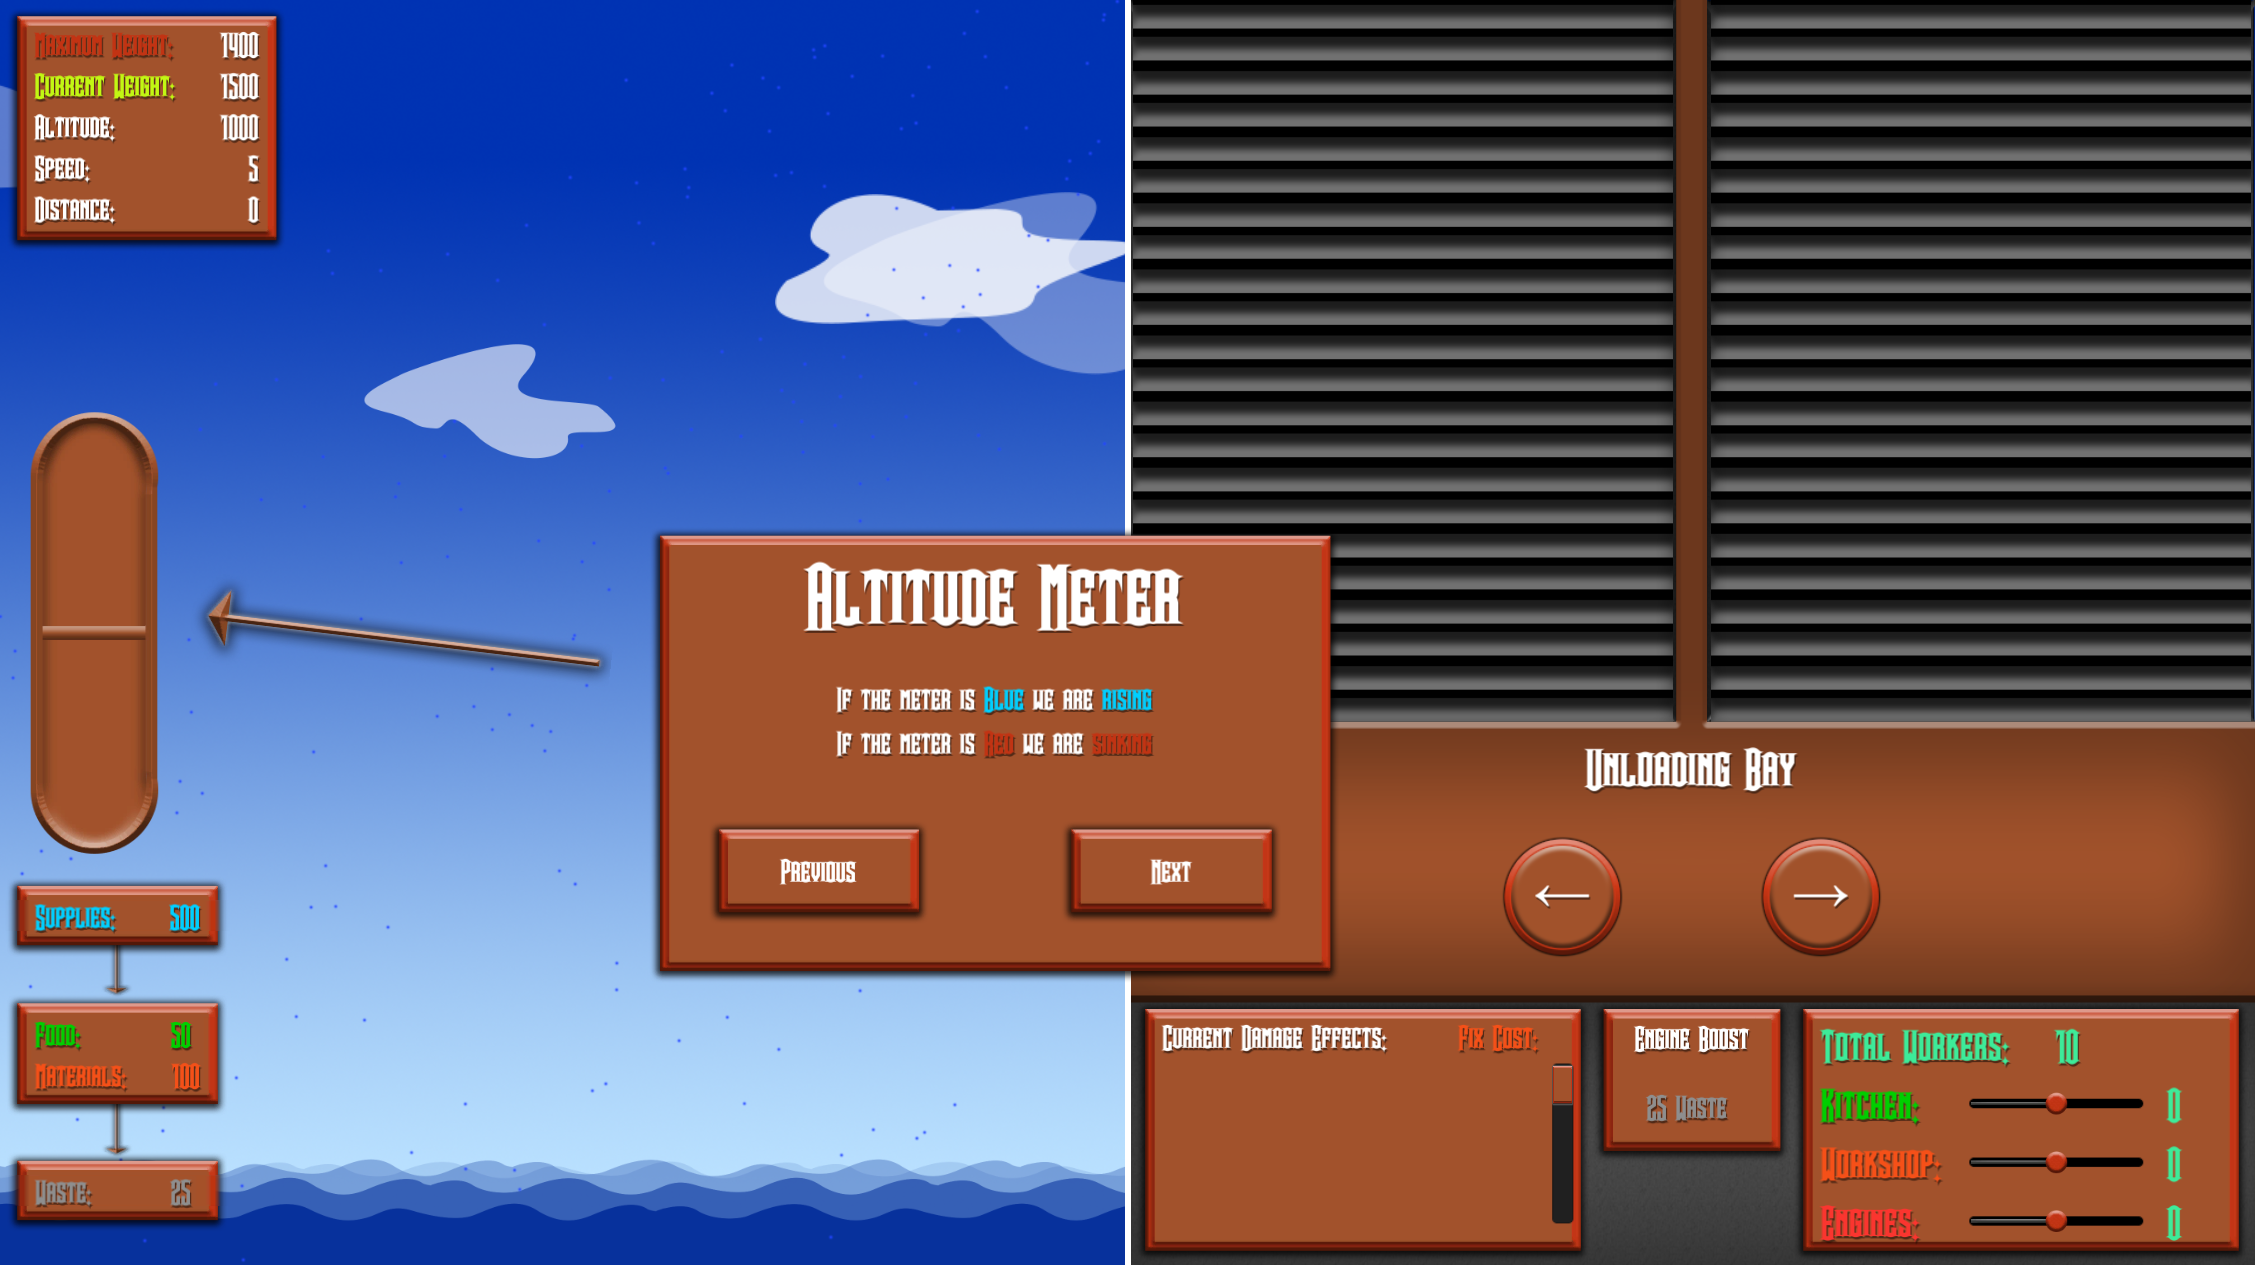 Maximum Weight: 1400
Current Weight: 1500
Altitude: 1000
Speed: 5
Distance: 0
Altitude Meter
If the meter is Blue we are rising
If the meter is Red we are sinking
Previous
Next
Supplies: 500
Food: 50
Materials: 100
Waste: 25
Unloading Bay
← →
Current Damage Effects: Fix Cost:
Engine Boost
25 Waste
Total Workers: 10
Kitchen: 0
Workshop: 0
Engines: 0